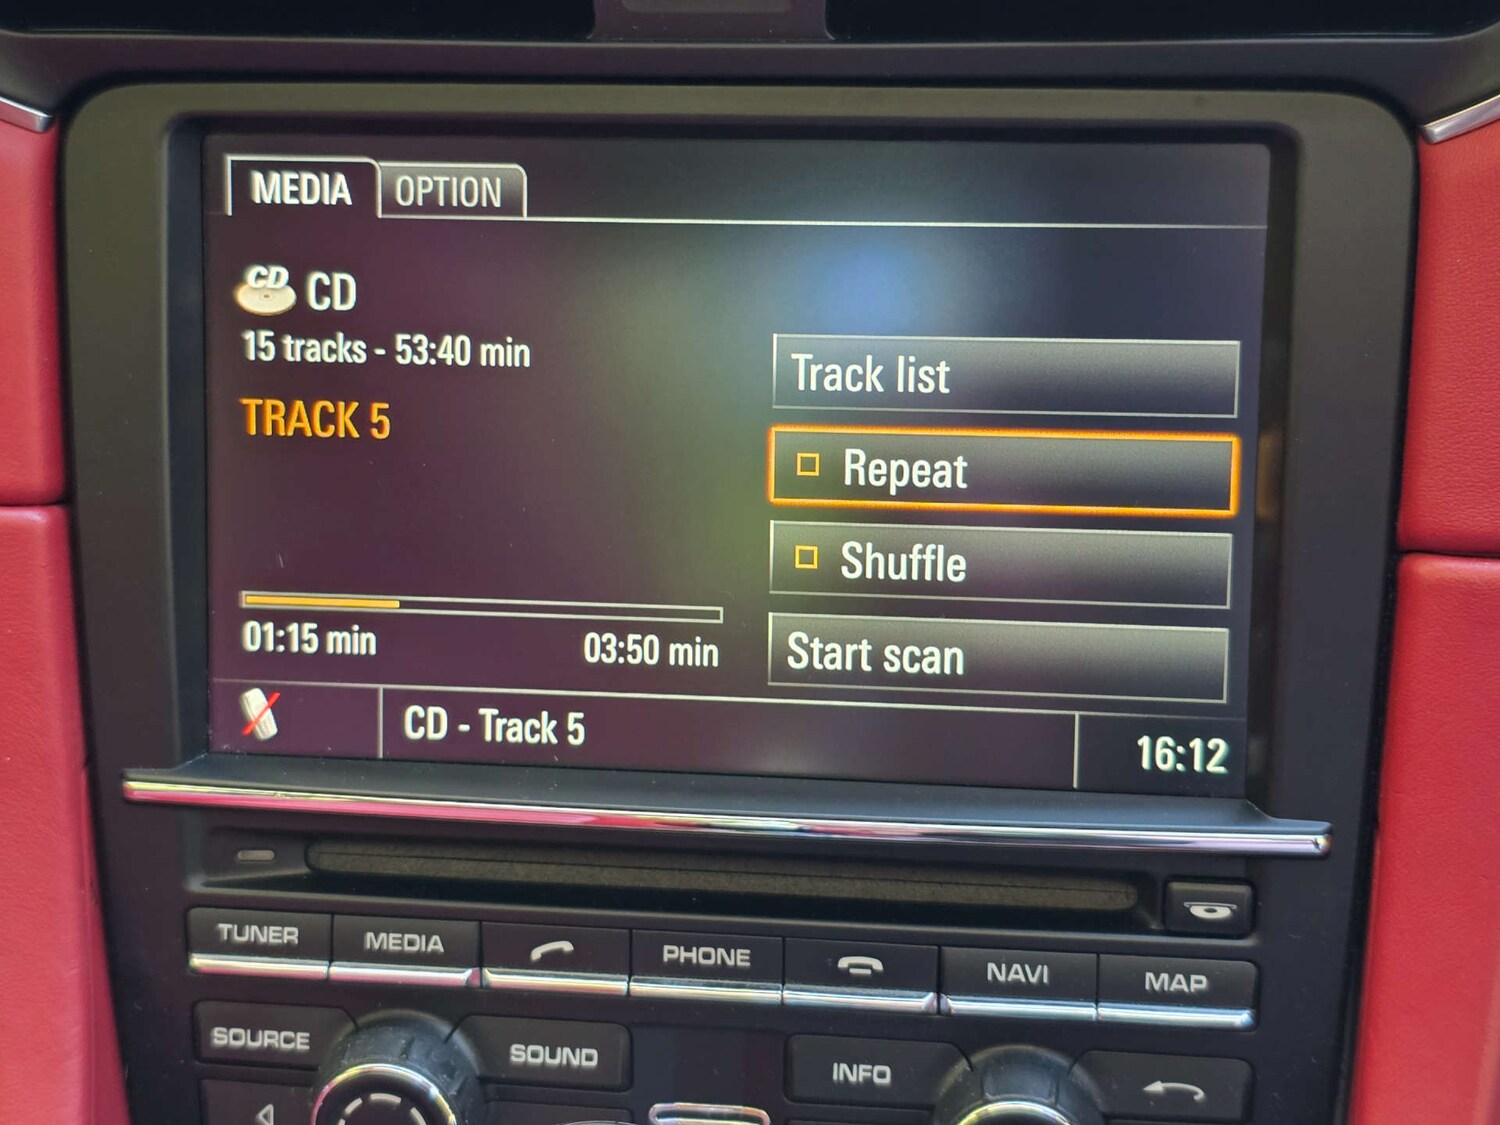 MEDIA OPTION
CD CD
15 tracks - 53:40 min
TRACK 5
Track list
Repeat
Shuffle
Start scan
01:15 min 03:50 min
CD - Track 5
16:12
TUNER MEDIA PHONE NAVI MAP
SOURCE SOUND INFO